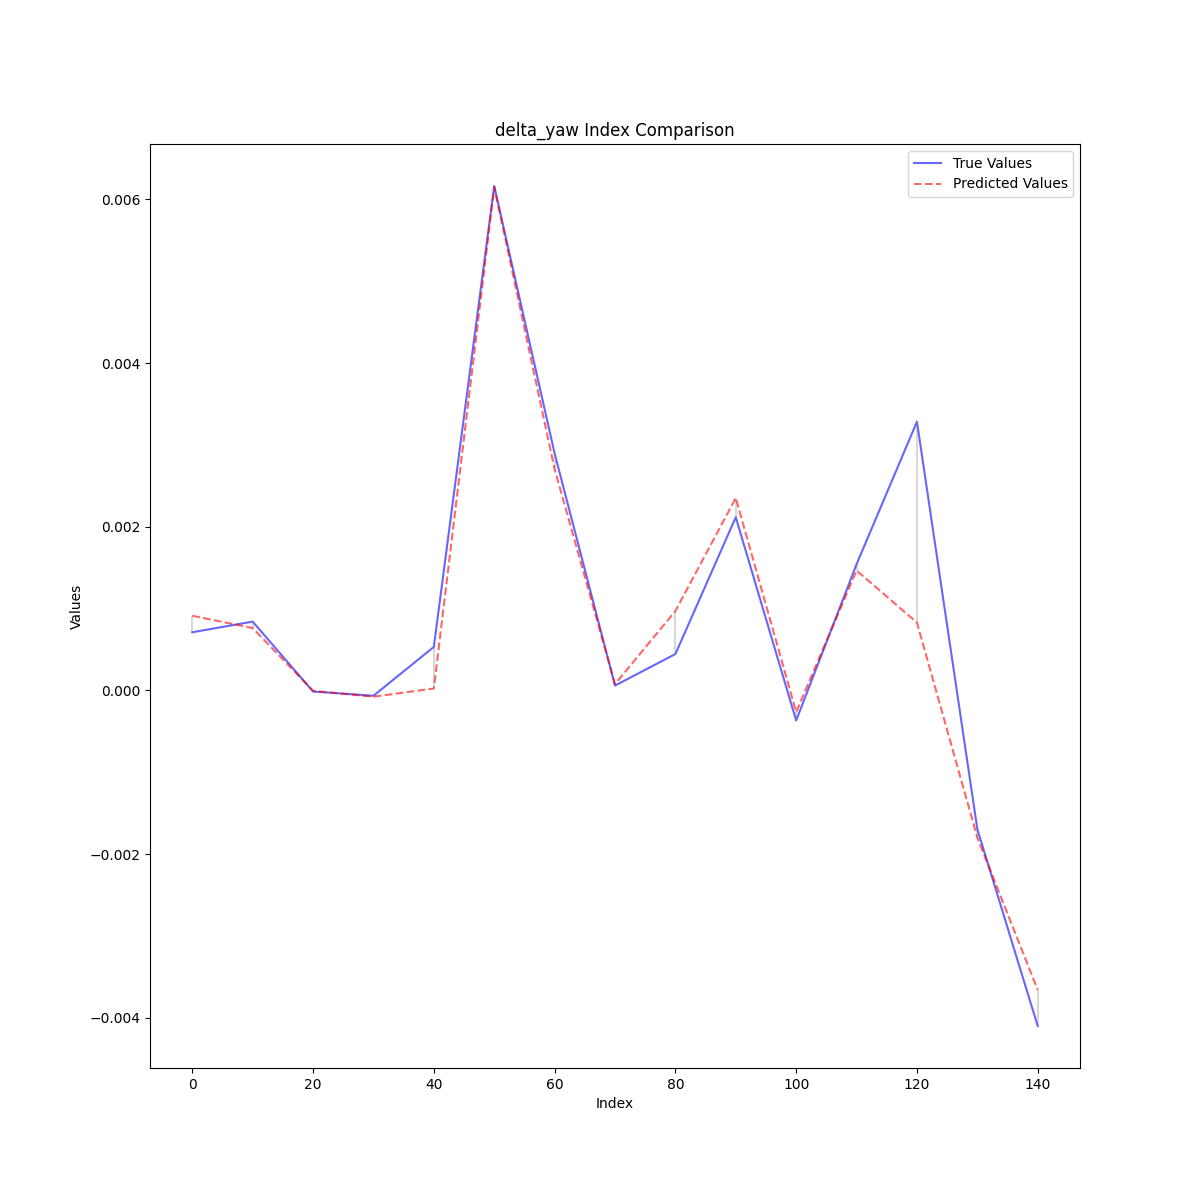 delta_yaw Index Comparison
True Values
Predicted Values
0.006
0.004
0.002
0.000
−0.002
−0.004
Values
0 20 40 60 80 100 120 140
Index